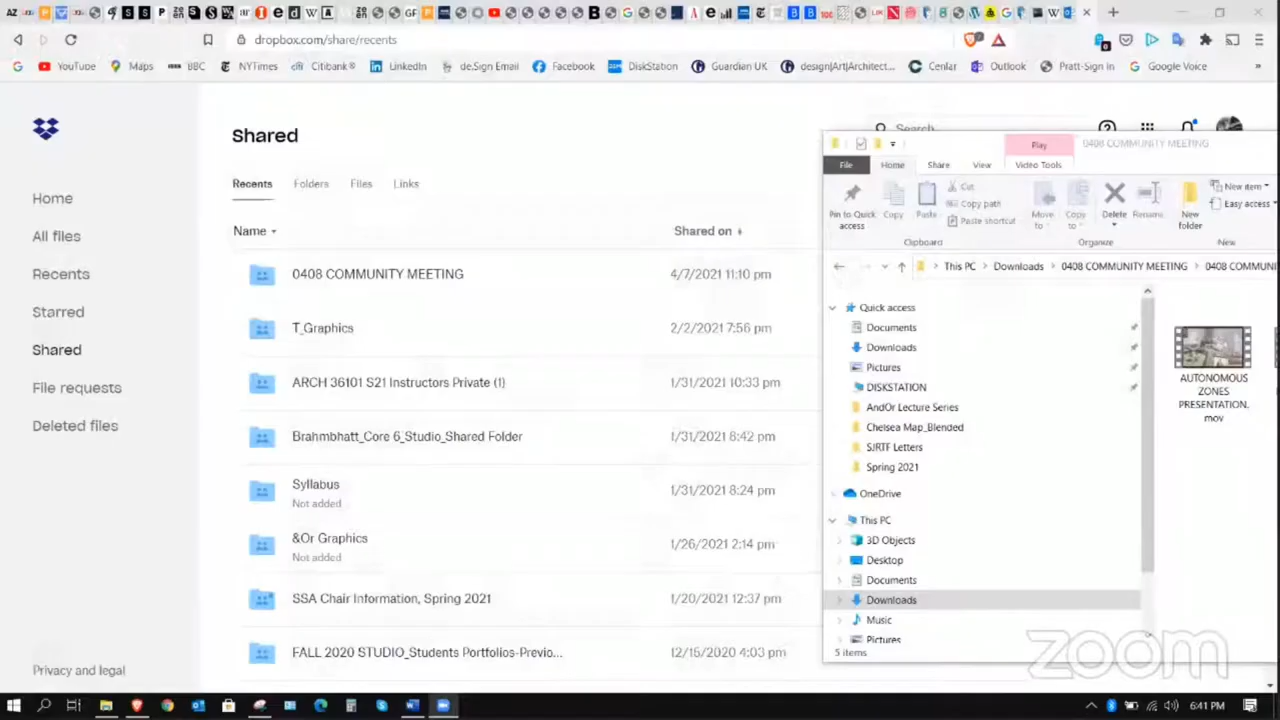 dropbox.com/share/recents
YouTube Maps BBC NYTimes Citibank® LinkedIn de.Sign Email Facebook DiskStation Guardian UK design|Art|Architect... Cenlar Outlook Pratt-Sign In Google Voice »
Home
All files
Recents
Starred
Shared
File requests
Deleted files
Privacy and legal
Shared
Search
Recents Folders Files Links
Name Shared on
0408 COMMUNITY MEETING 4/7/2021 11:10 pm
T_Graphics 2/2/2021 7:56 pm
ARCH 36101 S21 Instructors Private (1) 1/31/2021 10:33 pm
Brahmbhatt_Core 6_Studio_Shared Folder 1/31/2021 8:42 pm
Syllabus 1/31/2021 8:24 pm
Not added
&Or Graphics 1/26/2021 2:14 pm
Not added
SSA Chair Information, Spring 2021 1/20/2021 12:37 pm
FALL 2020 STUDIO_Students Portfolios-Previo... 12/15/2020 4:03 pm
Play 0408 COMMUNITY MEETING
File Home Share View Video Tools
Pin to Quick access
Copy
Paste
Cut
Copy path
Paste shortcut
Move to
Copy to
Delete
Rename
New folder
New item
Easy access
Clipboard Organize New
This PC > Downloads > 0408 COMMUNITY MEETING > 0408 COMMUNI
Quick access
Documents
Downloads
Pictures
DISKSTATION
AndOr Lecture Series
Chelsea Map_Blended
SJRTF Letters
Spring 2021
OneDrive
This PC
3D Objects
Desktop
Documents
Downloads
Music
Pictures
5 items
AUTONOMOUS
ZONES
PRESENTATION.
mov
zoom
6:41 PM